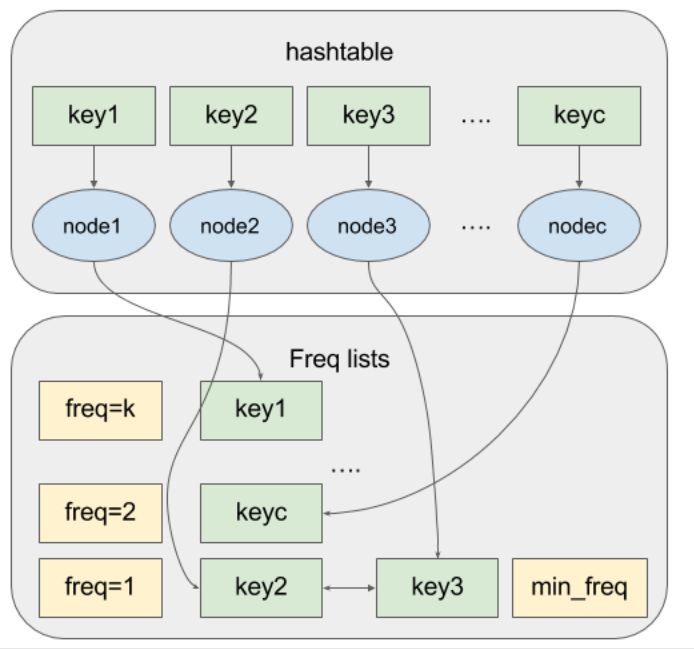 hashtable
key1 key2 key3 .... keyc
node1 node2 node3 .... nodec
Freq lists
freq=k key1
....
freq=2 keyc
freq=1 key2 key3 min_freq